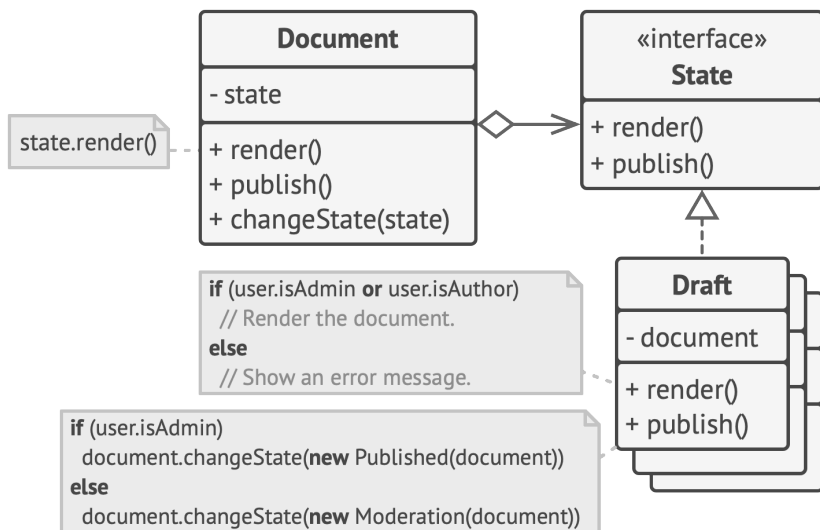 Document
- state
+ render()
+ publish()
+ changeState(state)
«interface»
State
+ render()
+ publish()
state.render()
Draft
- document
+ render()
+ publish()
if (user.isAdmin or user.isAuthor)
// Render the document.
else
// Show an error message.
if (user.isAdmin)
document.changeState(new Published(document))
else
document.changeState(new Moderation(document))